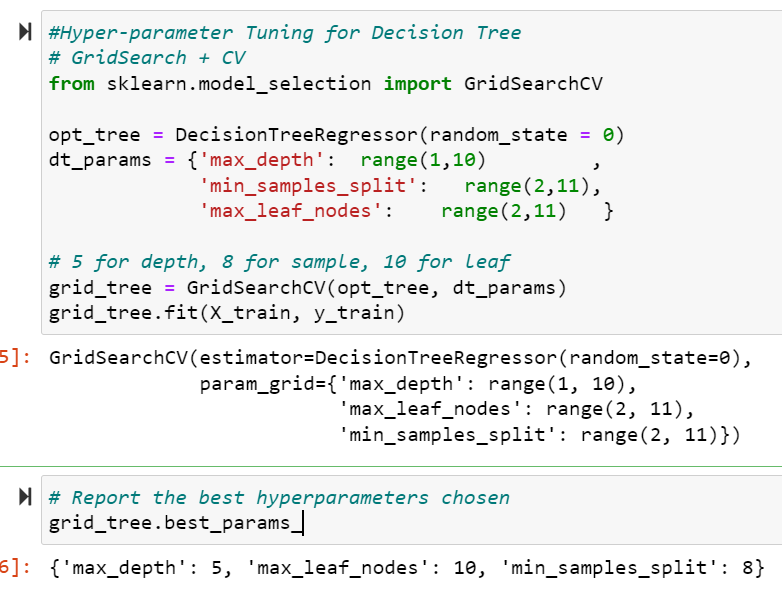 #Hyper-parameter Tuning for Decision Tree
# GridSearch + CV
from sklearn.model_selection import GridSearchCV
opt_tree = DecisionTreeRegressor(random_state = 0)
dt_params = {'max_depth':  range(1,10)         ,
             'min_samples_split':   range(2,11),
             'max_leaf_nodes':    range(2,11)   }
# 5 for depth, 8 for sample, 10 for leaf
grid_tree = GridSearchCV(opt_tree, dt_params)
grid_tree.fit(X_train, y_train)
5]: GridSearchCV(estimator=DecisionTreeRegressor(random_state=0),
             param_grid={'max_depth': range(1, 10),
                         'max_leaf_nodes': range(2, 11),
                         'min_samples_split': range(2, 11)})
# Report the best hyperparameters chosen
grid_tree.best_params_
6]: {'max_depth': 5, 'max_leaf_nodes': 10, 'min_samples_split': 8}